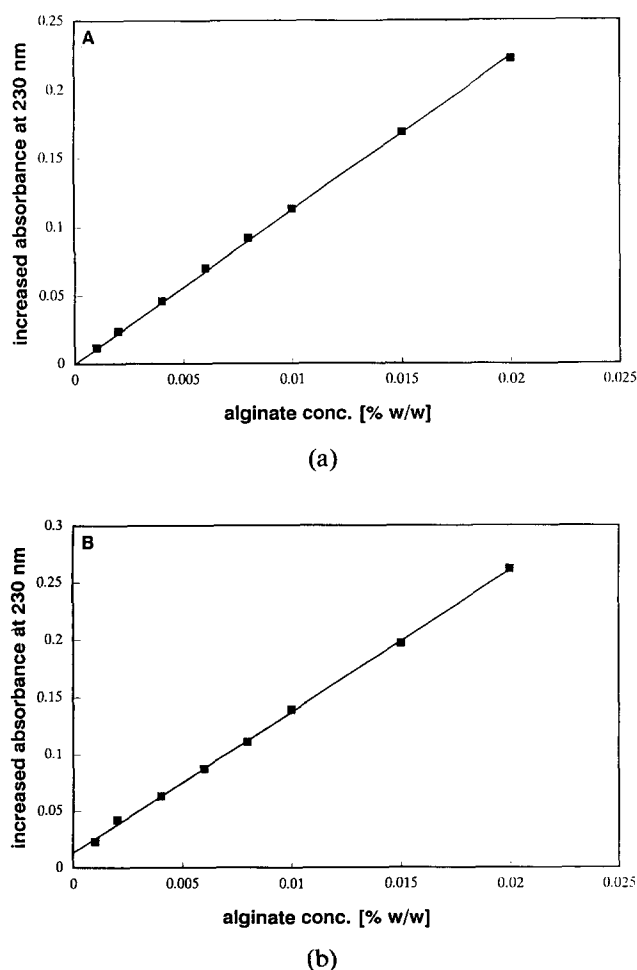 0.25
A
0.2
0.15
0.1
0.05
0
increased absorbance at 230 nm
0 0.005 0.01 0.015 0.02 0.025
alginate conc. [% w/w]
(a)
0.3
B
0.25
0.2
0.15
0.1
0.05
0
increased absorbance at 230 nm
0 0.005 0.01 0.015 0.02 0.025
alginate conc. [% w/w]
(b)